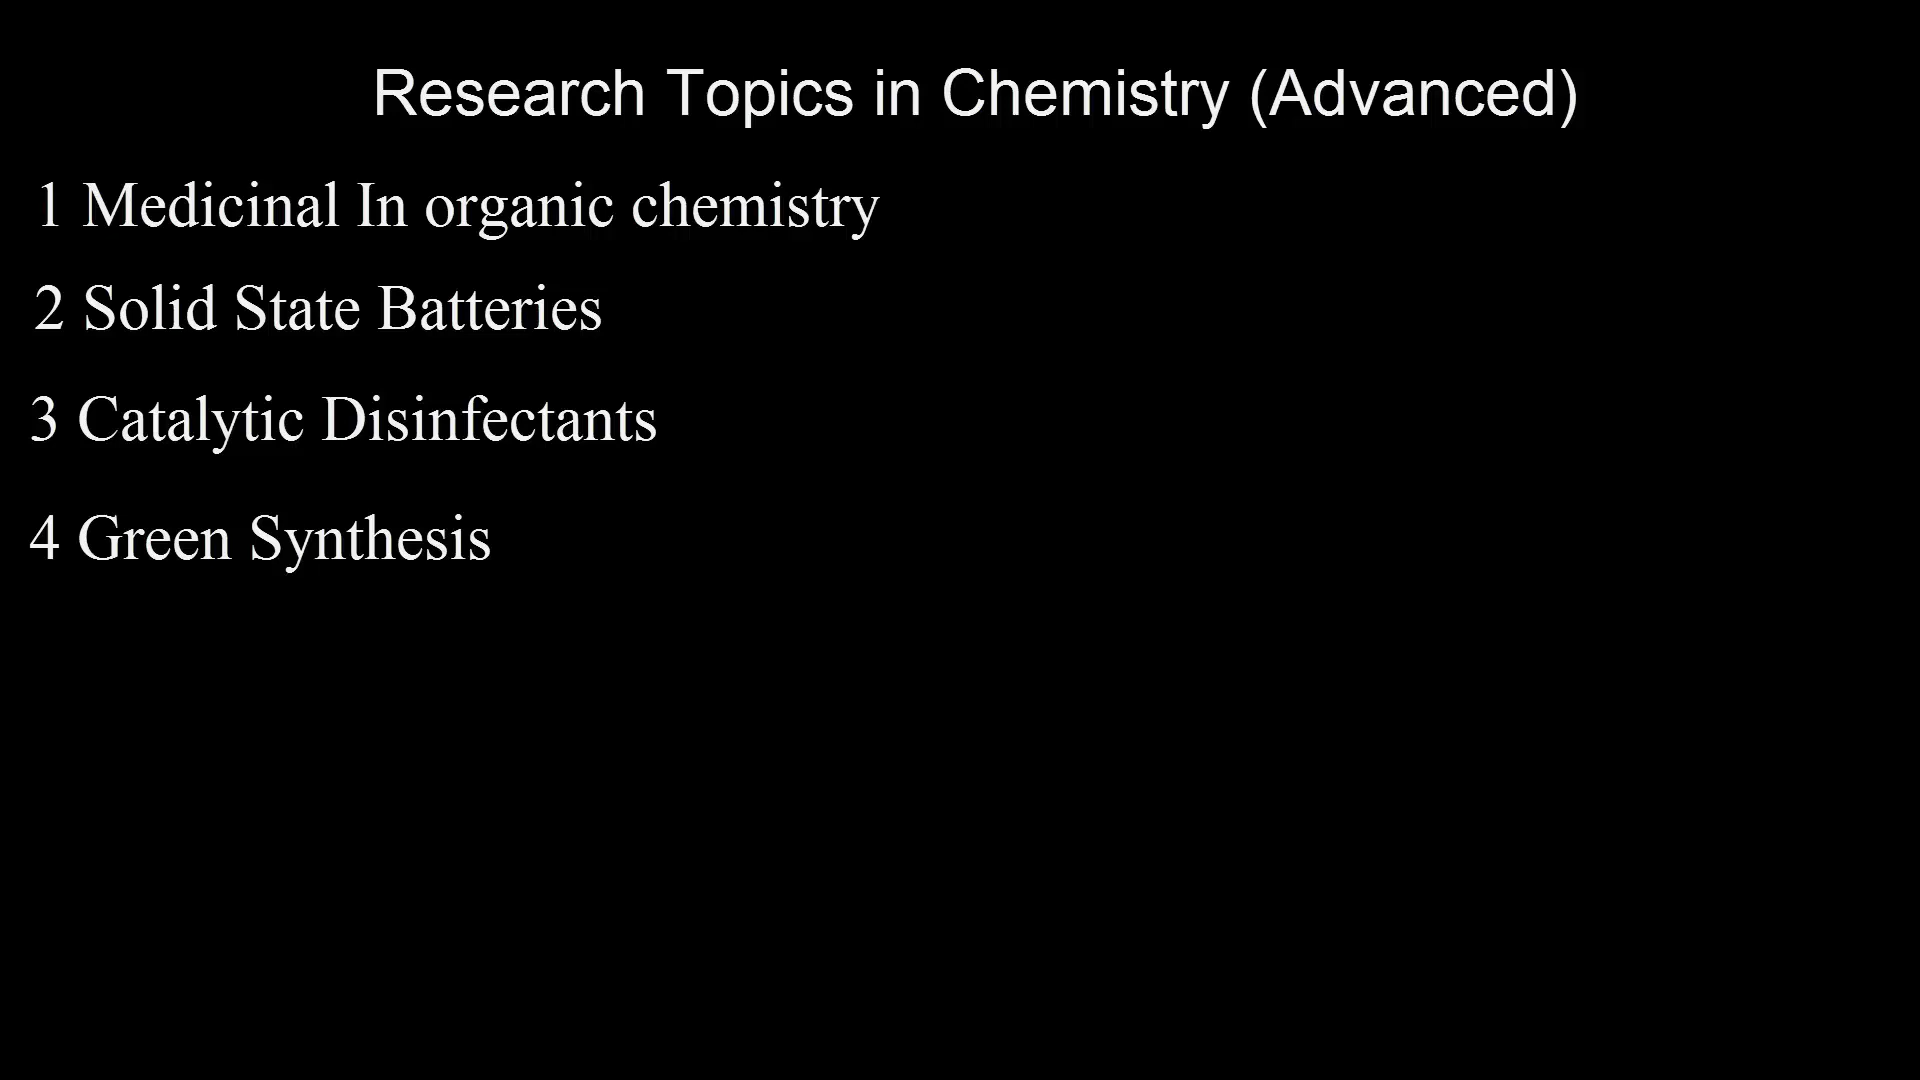 Research Topics in Chemistry (Advanced)
1 Medicinal In organic chemistry
2 Solid State Batteries
3 Catalytic Disinfectants
4 Green Synthesis